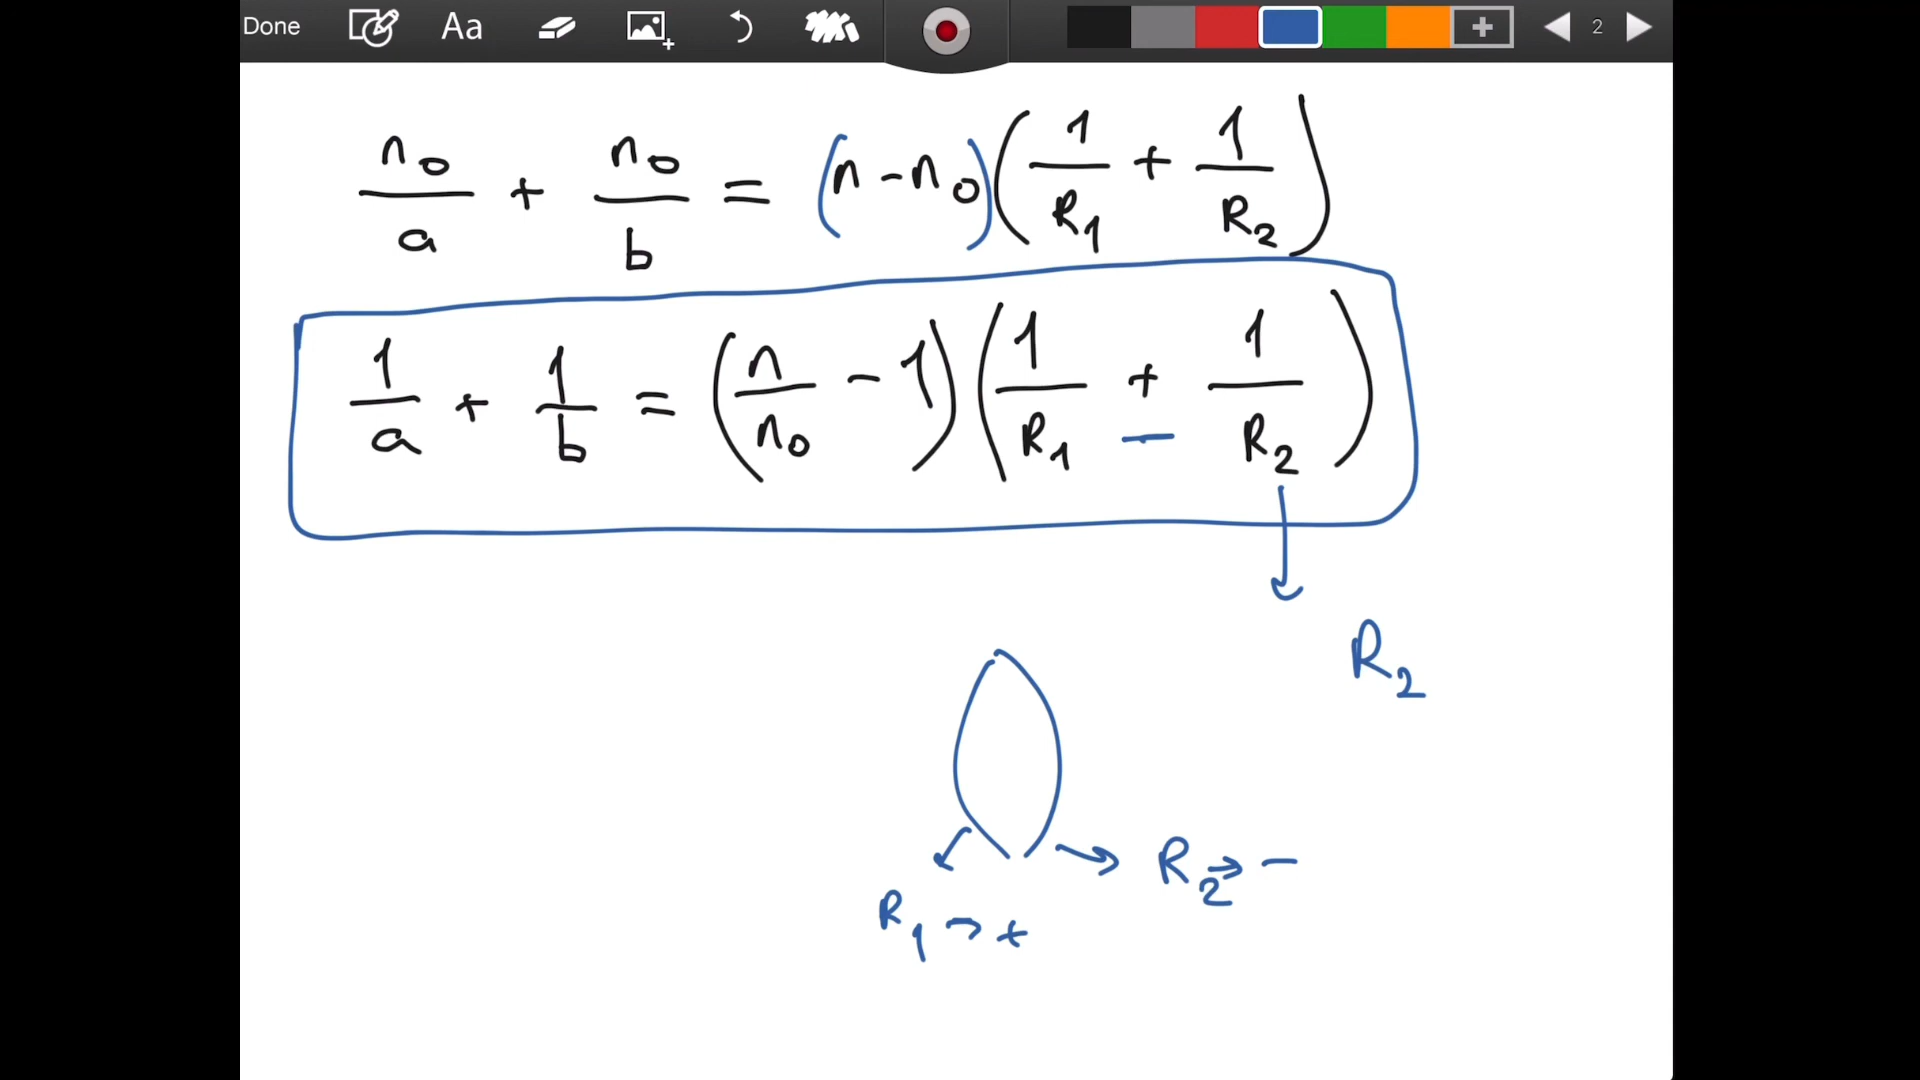 Done Aa 2
n₀/a + n₀/b = (n - n₀)(1/R₁ + 1/R₂)
1/a + 1/b = (n/n₀ - 1)(1/R₁ + 1/R₂)
–
R₂
R₂ → –
R₁ → +